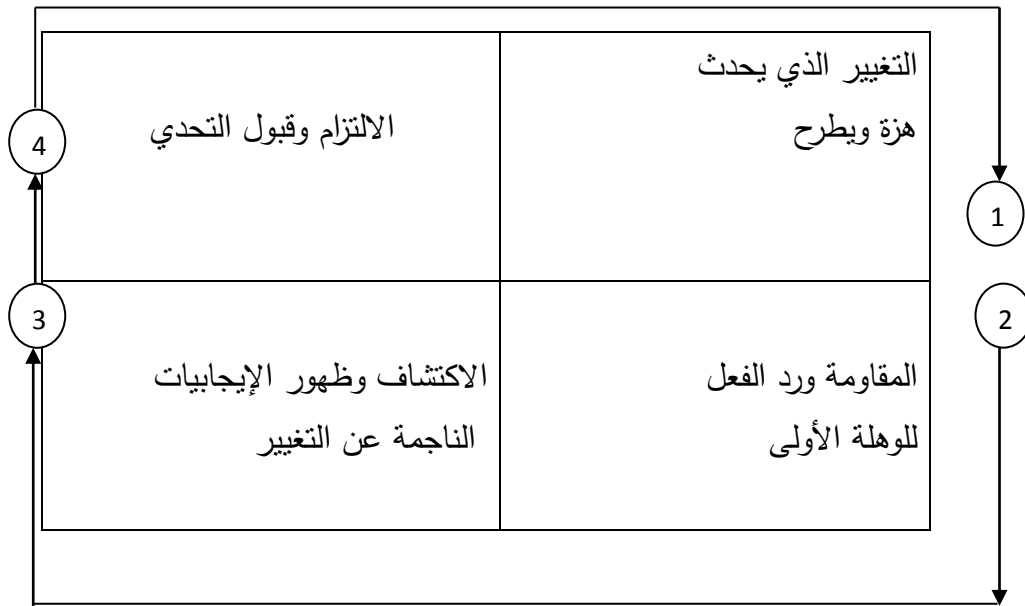 التغيير الذي يحدث
هزة ويطرح
1
2
المقاومة ورد الفعل
للوهلة الأولى
3
الاكتشاف وظهور الإيجابيات
الناجمة عن التغيير
4
الالتزام وقبول التحدي